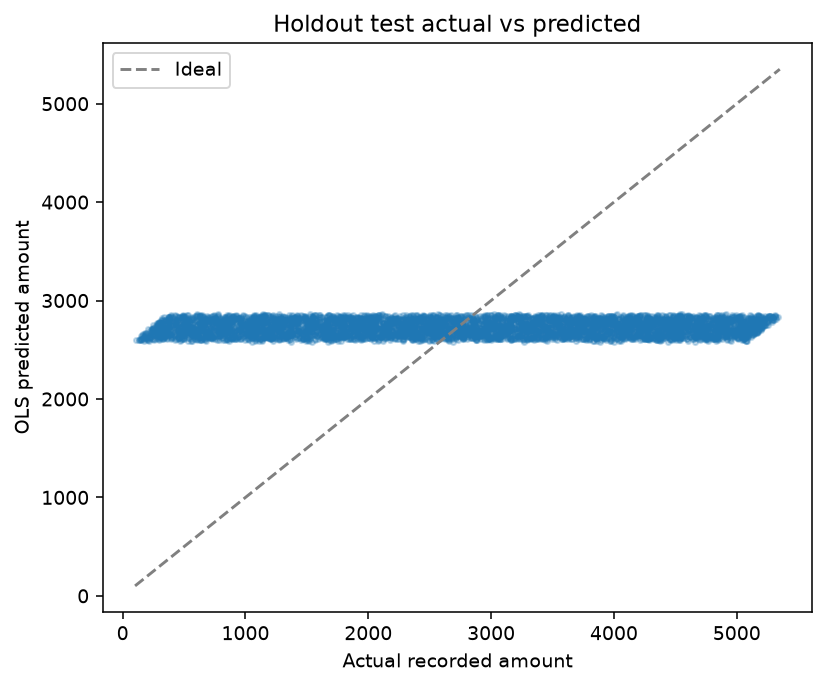 Holdout test actual vs predicted
Ideal
5000
4000
3000
2000
1000
0
OLS predicted amount
0 1000 2000 3000 4000 5000
Actual recorded amount